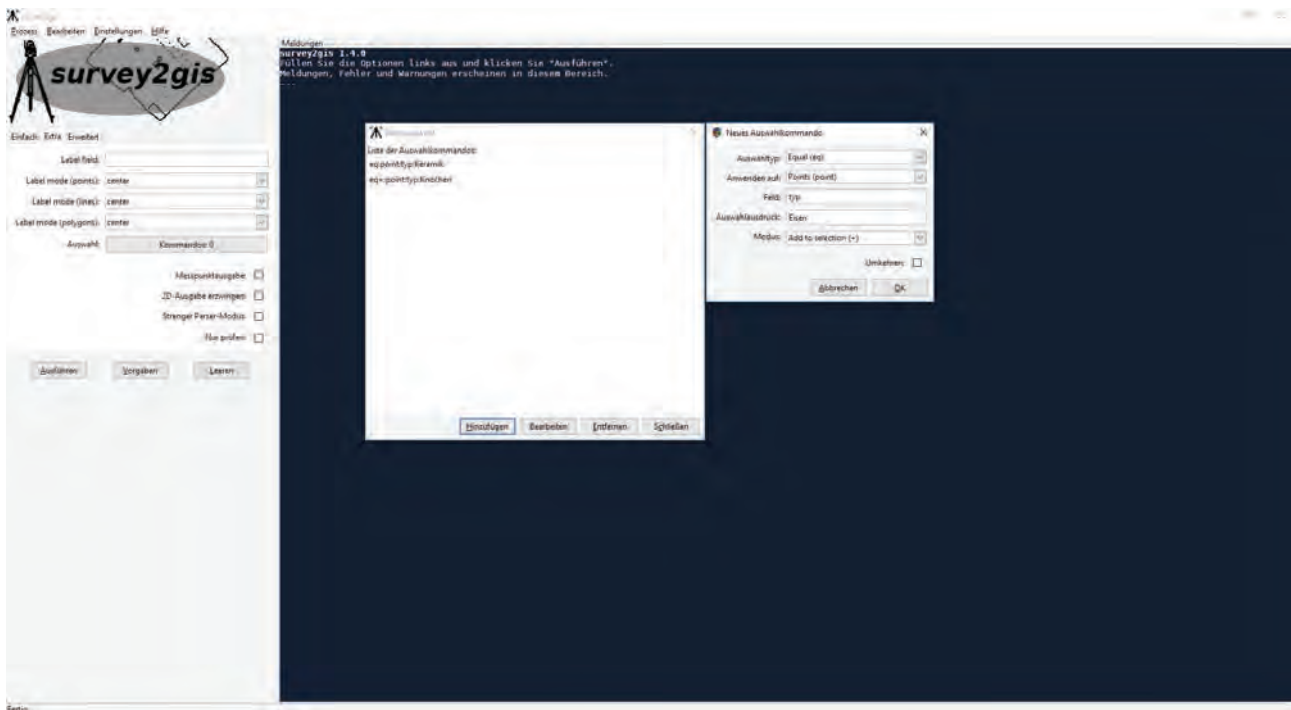 Prozess Bearbeiten Einstellungen Hilfe
survey2gis
Einfach Extra Erweitert
Label field:
Label mode (points): center
Label mode (lines): center
Label mode (polygons): center
Auswahl: Kommandos: 0
Messpunktausgabe:
2D-Ausgabe erzwingen:
Strenger Parser-Modus:
Nur prüfen:
Ausführen Vorgaben Leeren
Meldungen
survey2gis 1.4.0
Füllen Sie die Optionen links aus und klicken Sie "Ausführen".
Meldungen, Fehler und Warnungen erscheinen in diesem Bereich.
---
Liste der Auswahlkommandos:
eq:point:typ:Keramik
eq+:point:typ:Knochen
Hinzufügen Bearbeiten Entfernen Schließen
Neues Auswahlkommando
Auswahltyp: Equal (eq)
Anwenden auf: Points (point)
Feld: typ
Auswahlausdruck: Eisen
Modus: Add to selection (+)
Umkehren:
Abbrechen OK
Fertig